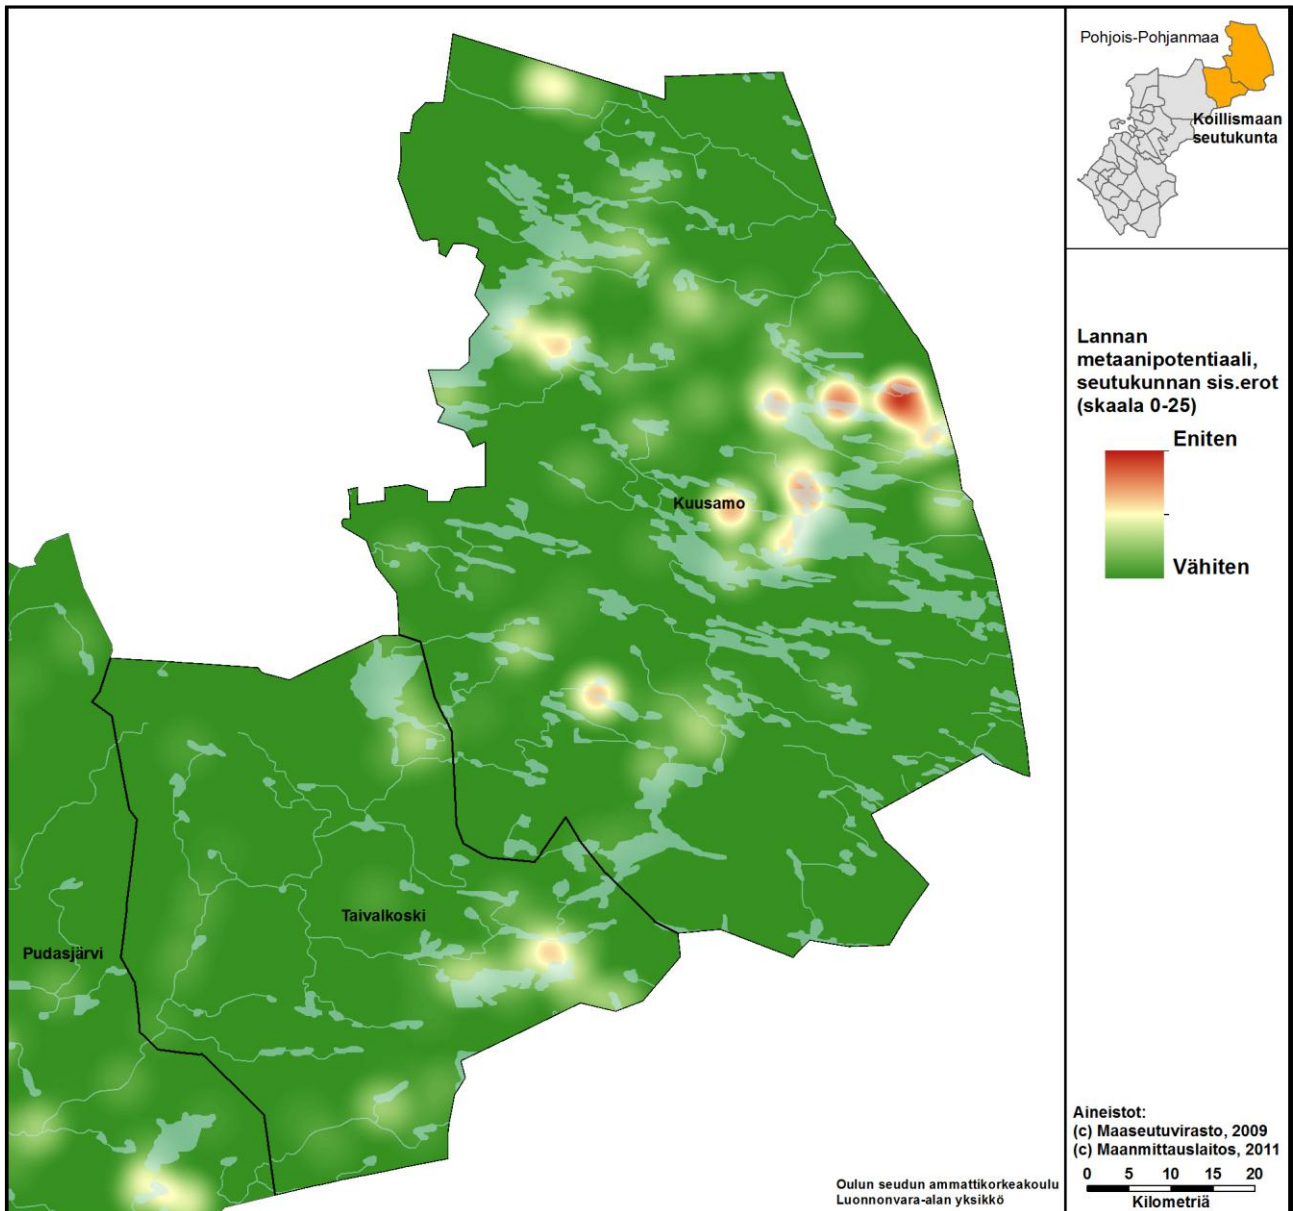 Pohjois-Pohjanmaa
Koillismaan
seutukunta
Lannan
metaanipotentiaali,
seutukunnan sis.erot
(skaala 0-25)
Eniten
Vähiten
Kuusamo
Taivalkoski
Pudasjärvi
Aineistot:
(c) Maaseutuvirasto, 2009
(c) Maanmittauslaitos, 2011
0 5 10 15 20
Kilometriä
Oulun seudun ammattikorkeakoulu
Luonnonvara-alan yksikkö